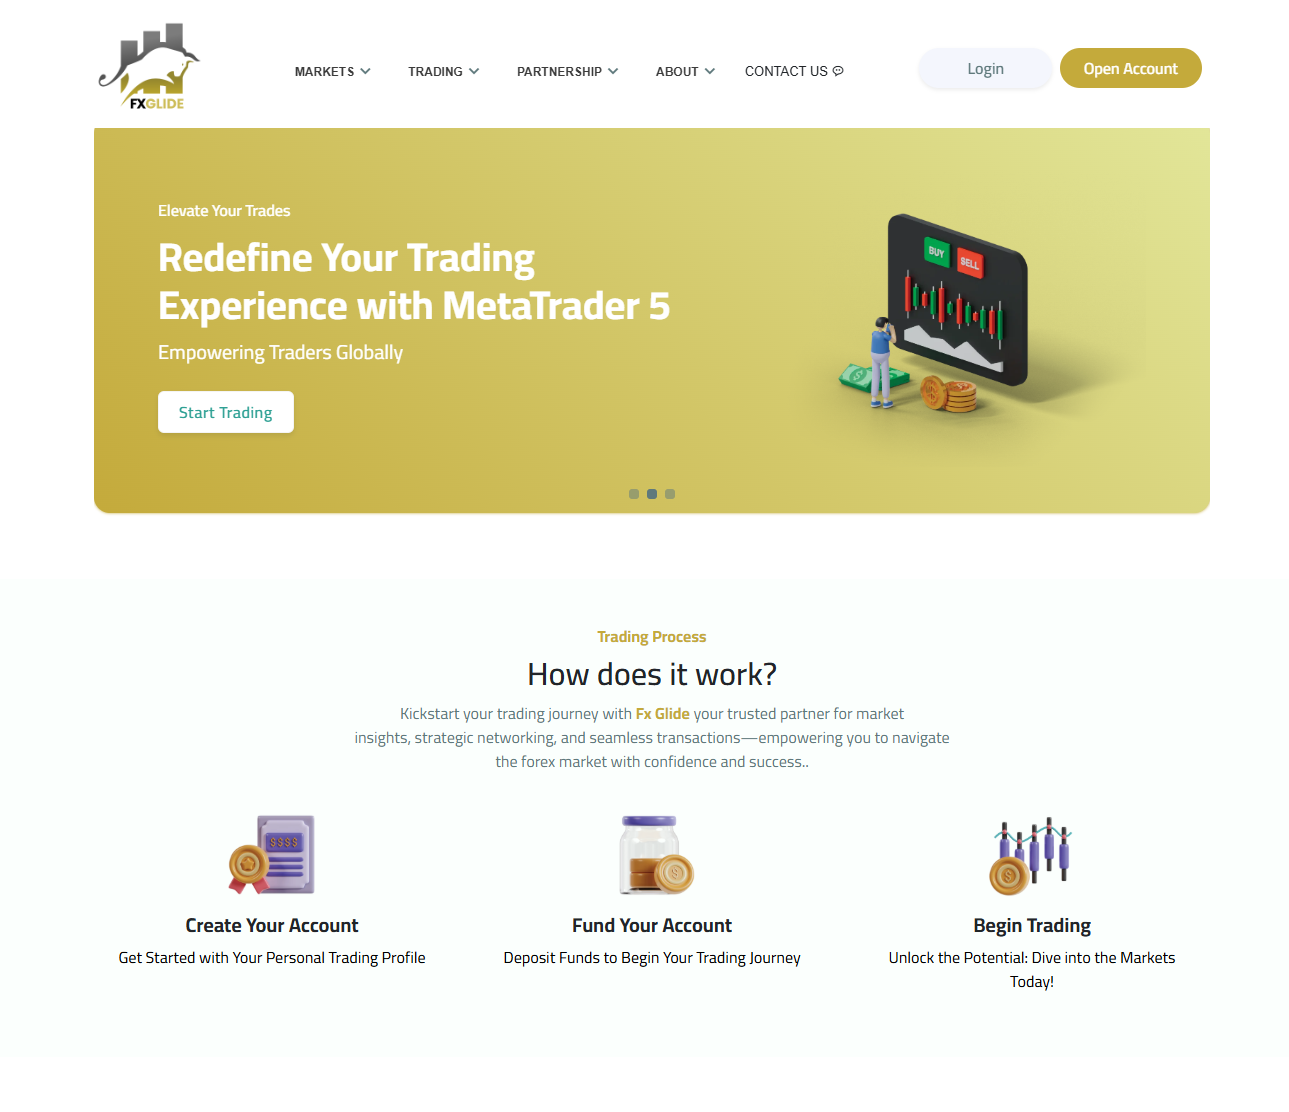 FXGLIDE
MARKETS
TRADING
PARTNERSHIP
ABOUT
CONTACT US
Login
Open Account
Elevate Your Trades
Redefine Your Trading
Experience with MetaTrader 5
Empowering Traders Globally
Start Trading
BUY
SELL
Trading Process
How does it work?
Kickstart your trading journey with Fx Glide your trusted partner for market
insights, strategic networking, and seamless transactions—empowering you to navigate
the forex market with confidence and success..
$$$$
Create Your Account
Get Started with Your Personal Trading Profile
Fund Your Account
Deposit Funds to Begin Your Trading Journey
Begin Trading
Unlock the Potential: Dive into the Markets
Today!